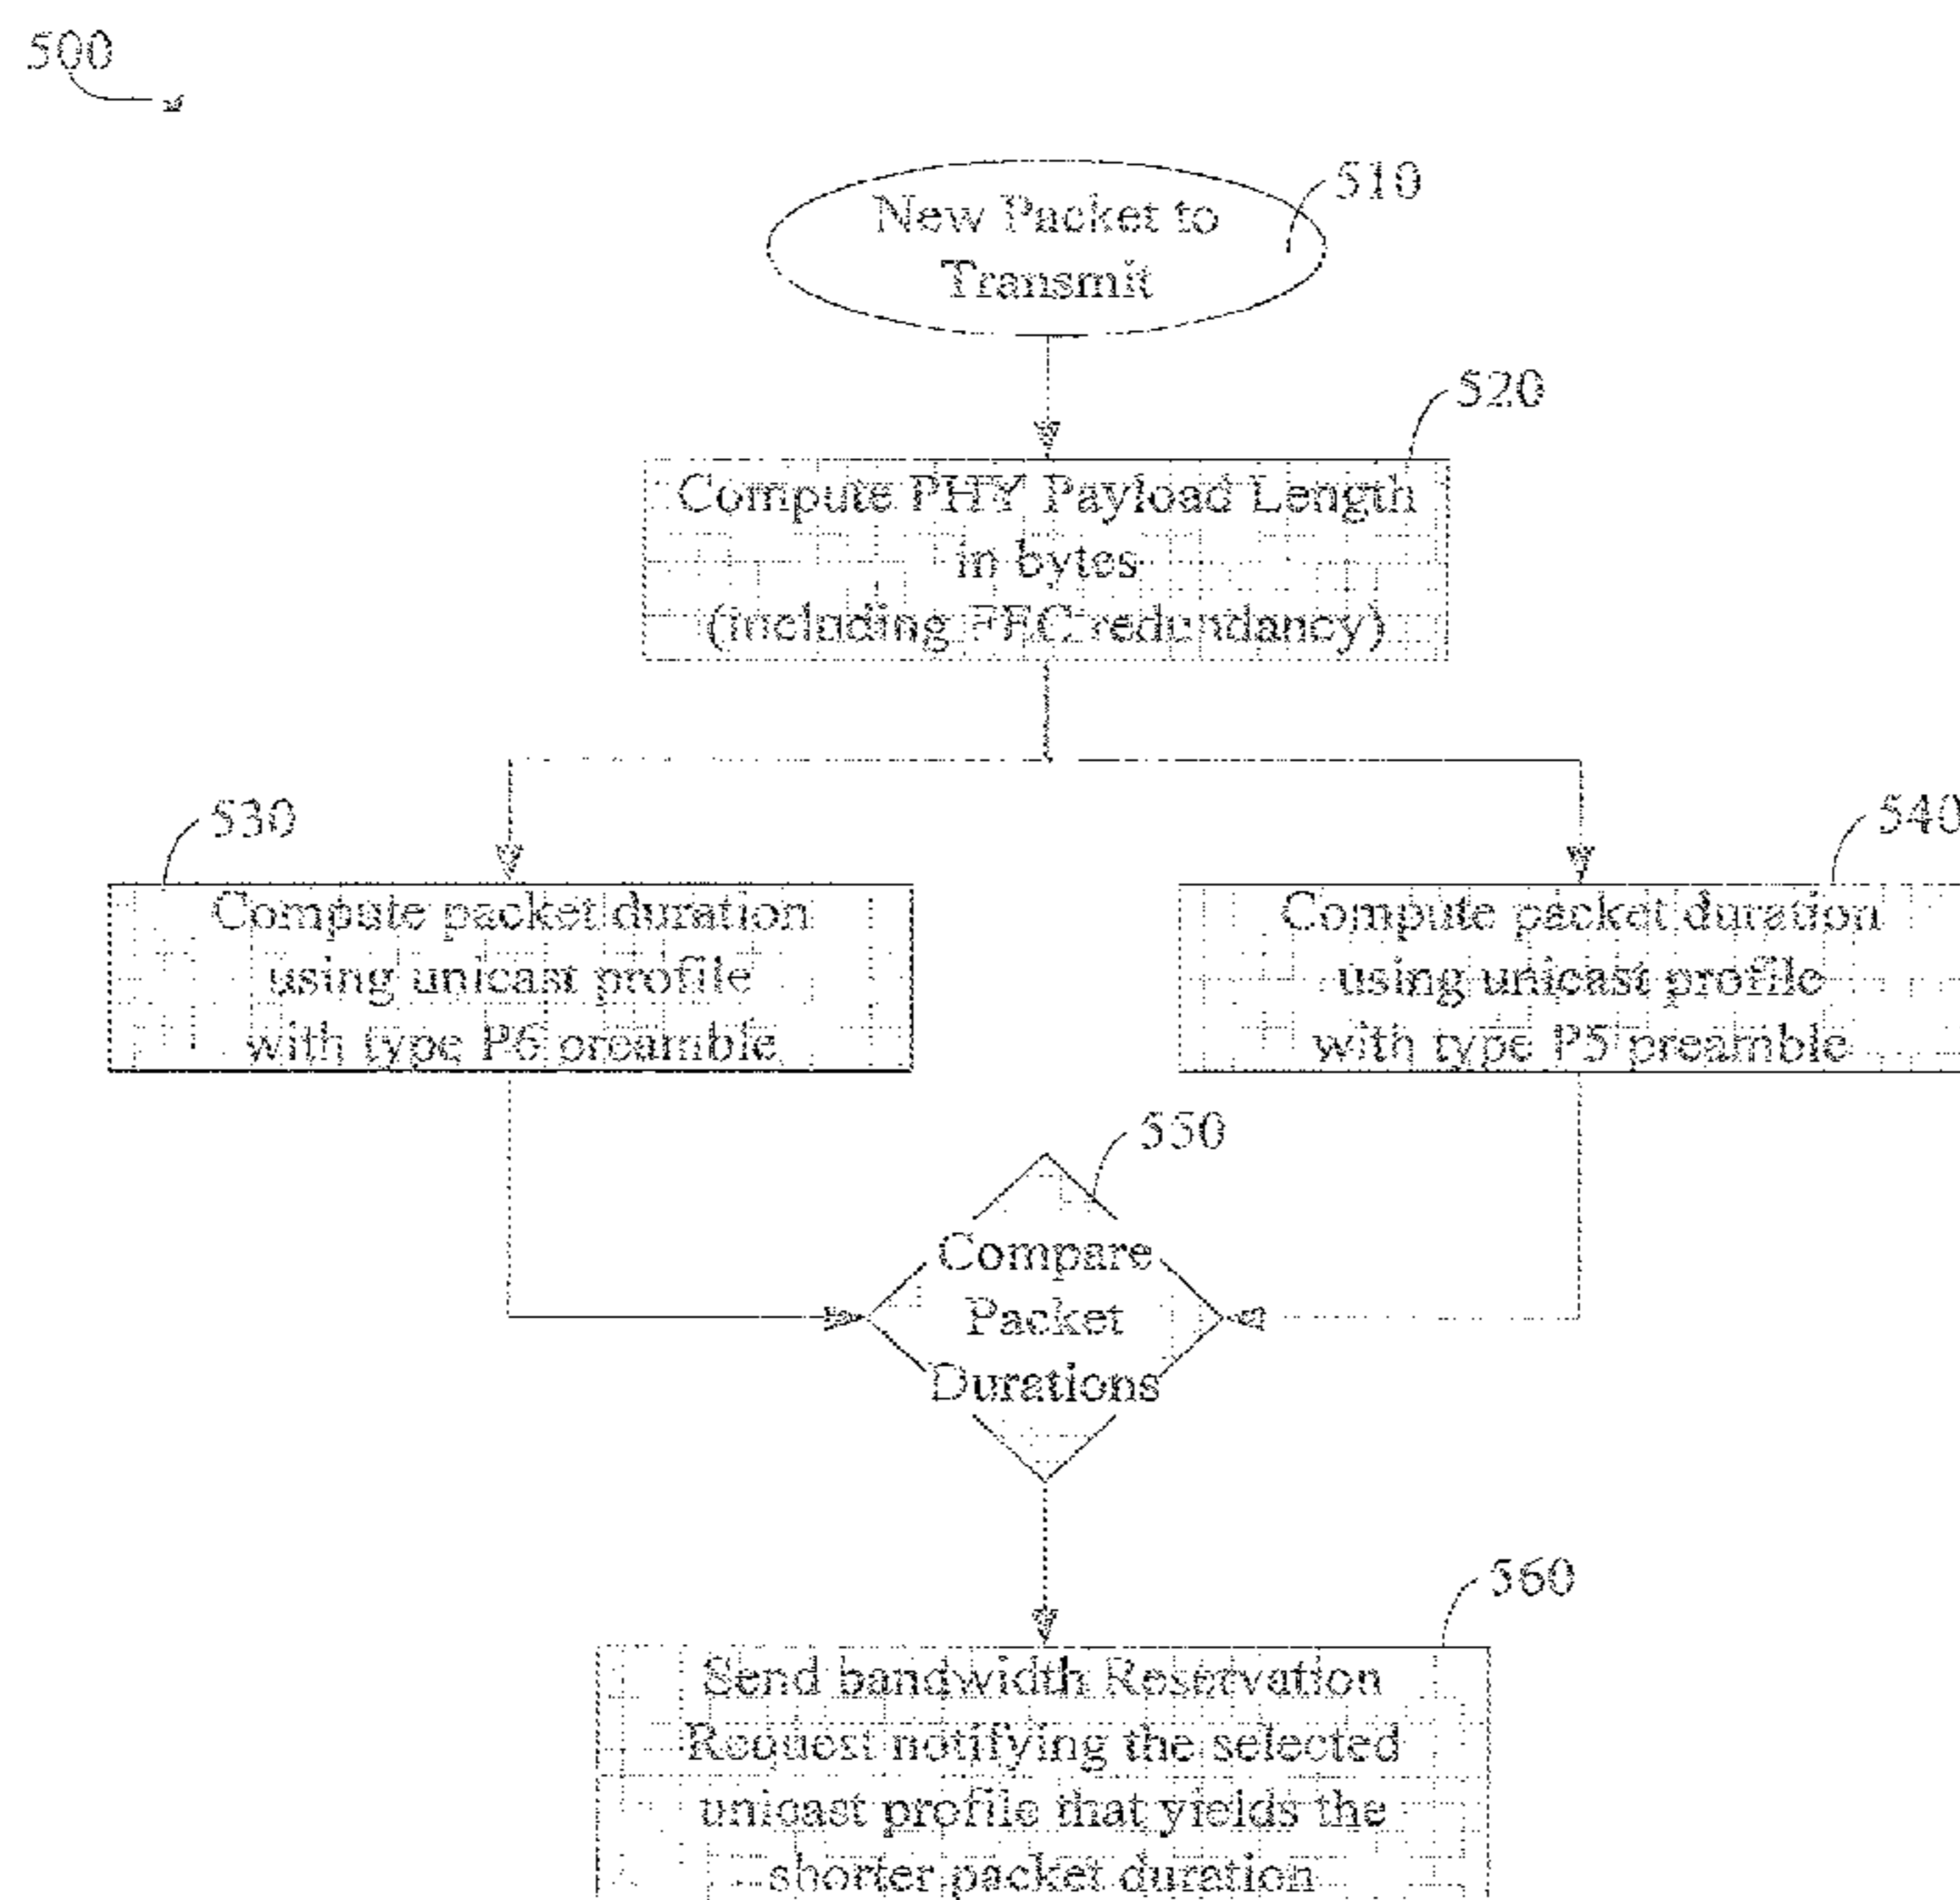 500
510
New Packet to
Transmit
520
Compute PHY Payload Length
in bytes
(including FEC redundancy)
530
Compute packet duration
using unicast profile
with type P6 preamble
540
Compute packet duration
using unicast profile
with type P5 preamble
550
Compare
Packet
Durations
560
Send bandwidth Reservation
Request notifying the selected
unicast profile that yields the
shorter packet duration